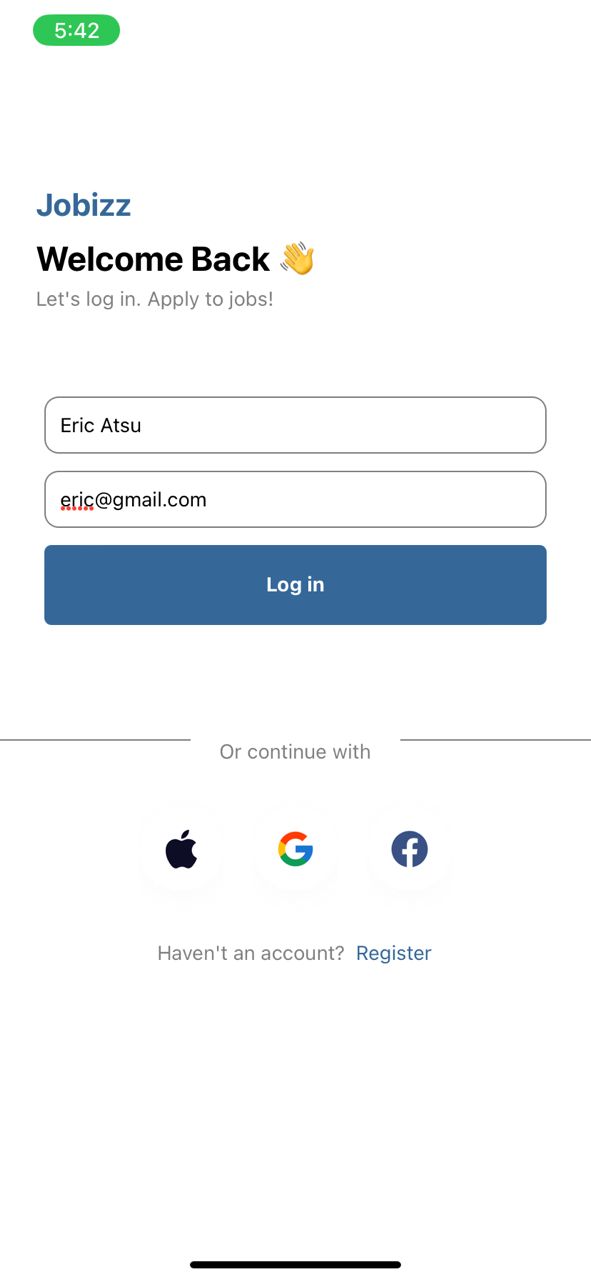 5:42
Jobizz
Welcome Back 👋
Let's log in. Apply to jobs!
Eric Atsu
eric@gmail.com
Log in
Or continue with
Haven't an account? Register